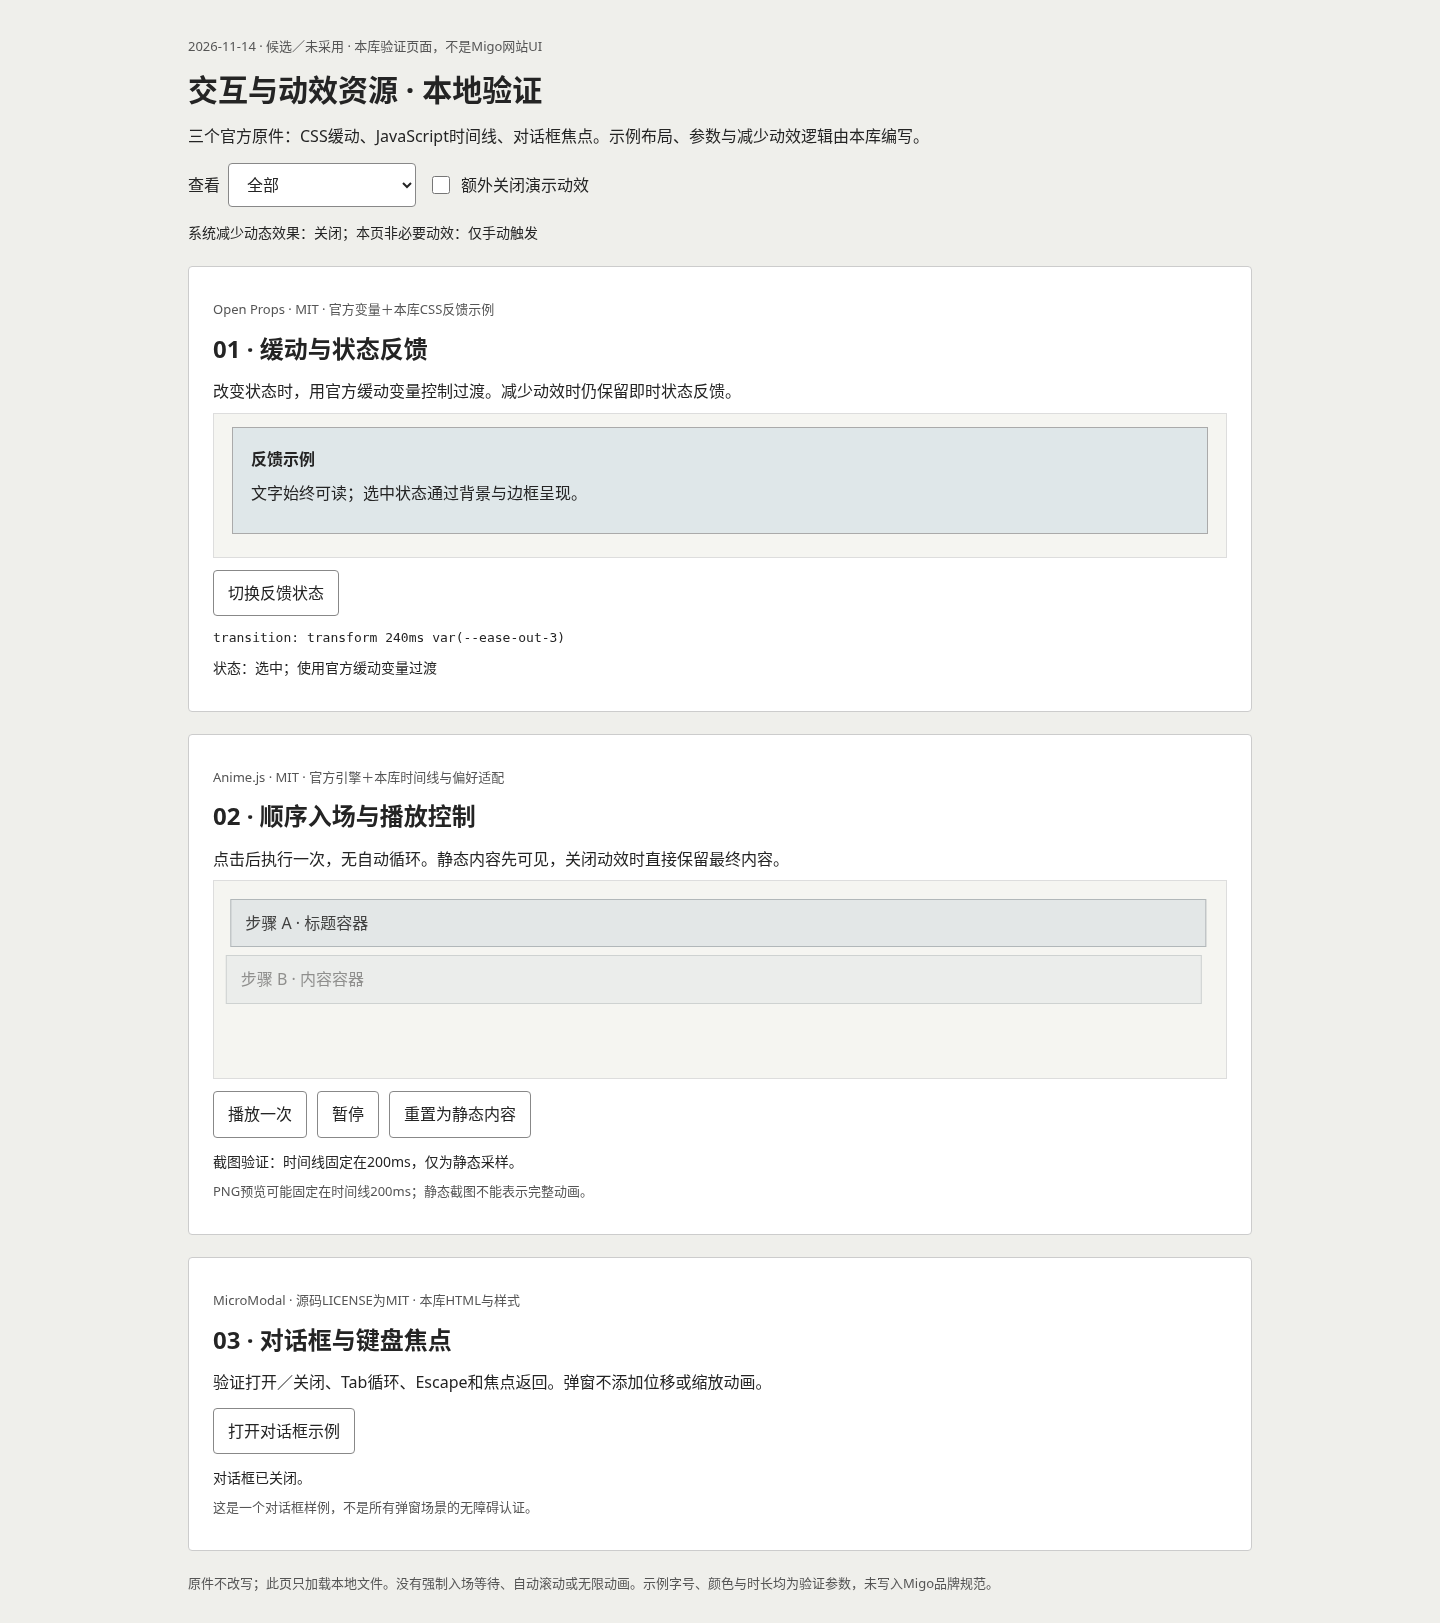 2026-11-14 · 候选／未采用 · 本库验证页面，不是Migo网站UI
交互与动效资源 · 本地验证
三个官方原件：CSS缓动、JavaScript时间线、对话框焦点。示例布局、参数与减少动效逻辑由本库编写。
查看 全部 额外关闭演示动效
系统减少动态效果：关闭；本页非必要动效：仅手动触发
Open Props · MIT · 官方变量＋本库CSS反馈示例
01 · 缓动与状态反馈
改变状态时，用官方缓动变量控制过渡。减少动效时仍保留即时状态反馈。
反馈示例
文字始终可读；选中状态通过背景与边框呈现。
切换反馈状态
transition: transform 240ms var(--ease-out-3)
状态：选中；使用官方缓动变量过渡
Anime.js · MIT · 官方引擎＋本库时间线与偏好适配
02 · 顺序入场与播放控制
点击后执行一次，无自动循环。静态内容先可见，关闭动效时直接保留最终内容。
步骤 A · 标题容器
步骤 B · 内容容器
播放一次 暂停 重置为静态内容
截图验证：时间线固定在200ms，仅为静态采样。
PNG预览可能固定在时间线200ms；静态截图不能表示完整动画。
MicroModal · 源码LICENSE为MIT · 本库HTML与样式
03 · 对话框与键盘焦点
验证打开／关闭、Tab循环、Escape和焦点返回。弹窗不添加位移或缩放动画。
打开对话框示例
对话框已关闭。
这是一个对话框样例，不是所有弹窗场景的无障碍认证。
原件不改写；此页只加载本地文件。没有强制入场等待、自动滚动或无限动画。示例字号、颜色与时长均为验证参数，未写入Migo品牌规范。